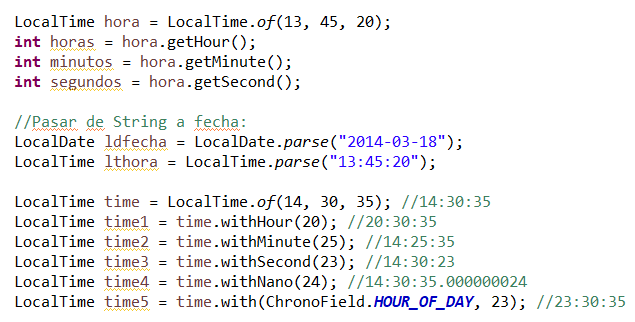 LocalTime hora = LocalTime.of(13, 45, 20);
int horas = hora.getHour();
int minutos = hora.getMinute();
int segundos = hora.getSecond();
//Pasar de String a fecha:
LocalDate ldfecha = LocalDate.parse("2014-03-18");
LocalTime lthora = LocalTime.parse("13:45:20");
LocalTime time = LocalTime.of(14, 30, 35); //14:30:35
LocalTime time1 = time.withHour(20); //20:30:35
LocalTime time2 = time.withMinute(25); //14:25:35
LocalTime time3 = time.withSecond(23); //14:30:23
LocalTime time4 = time.withNano(24); //14:30:35.000000024
LocalTime time5 = time.with(ChronoField.HOUR_OF_DAY, 23); //23:30:35